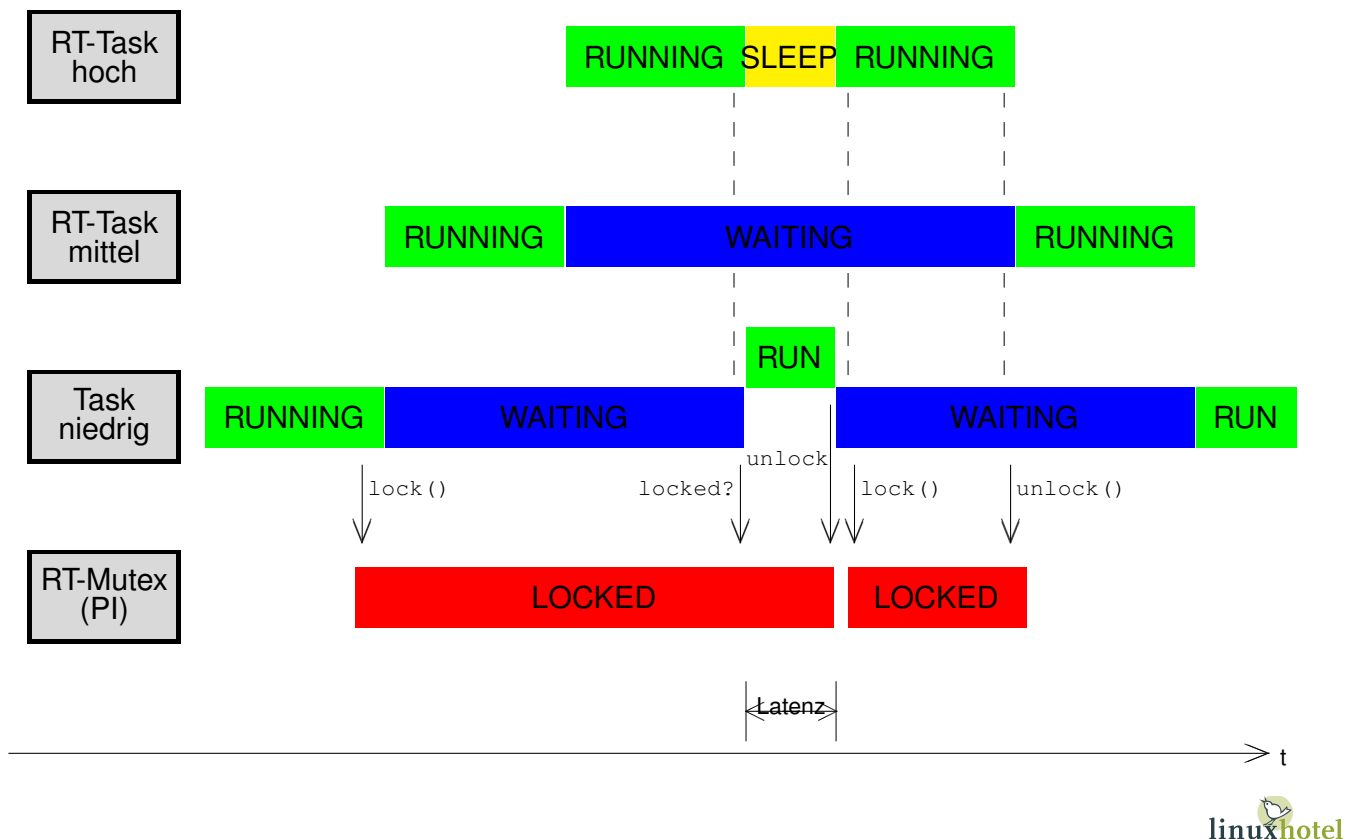 RT-Task
hoch
RUNNING SLEEP RUNNING
RT-Task
mittel
RUNNING WAITING RUNNING
RUN
Task
niedrig
RUNNING WAITING WAITING RUN
unlock
lock() locked? lock() unlock()
RT-Mutex
(PI)
LOCKED LOCKED
Latenz
t
linuxhotel